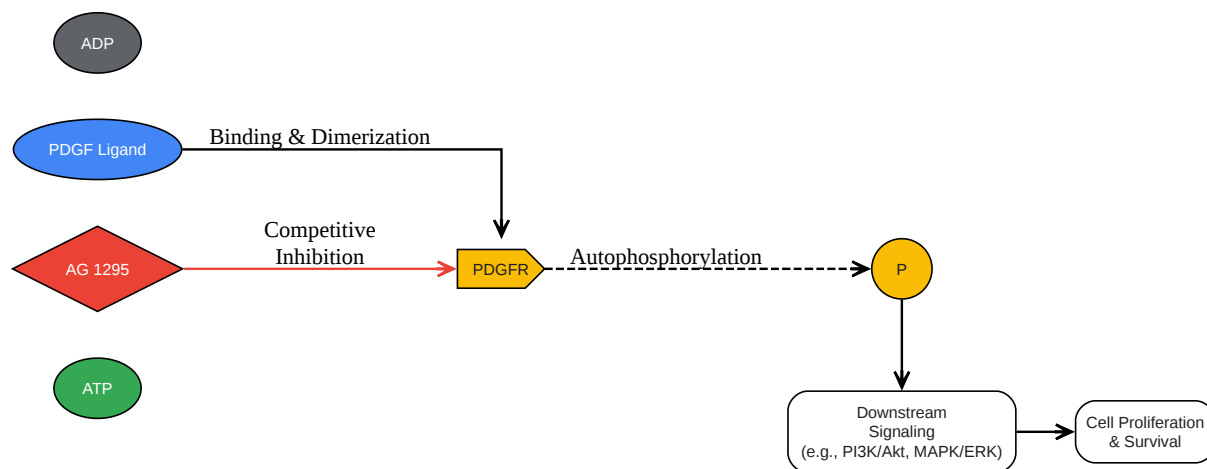 ADP
PDGF Ligand
Binding & Dimerization
Competitive
Inhibition
AG 1295
PDGFR
Autophosphorylation
P
ATP
Downstream
Signaling
(e.g., PI3K/Akt, MAPK/ERK)
Cell Proliferation
& Survival